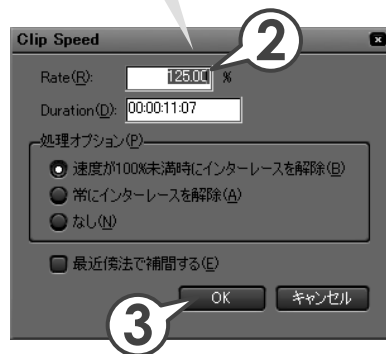 Clip Speed
2
Rate(R): 125.00 %
Duration(D): 00:00:11:07
処理オプション(P)
速度が100%未満時にインターレースを解除(B)
常にインターレースを解除(A)
なし(N)
最近傍法で補間する(E)
OK キャンセル
3